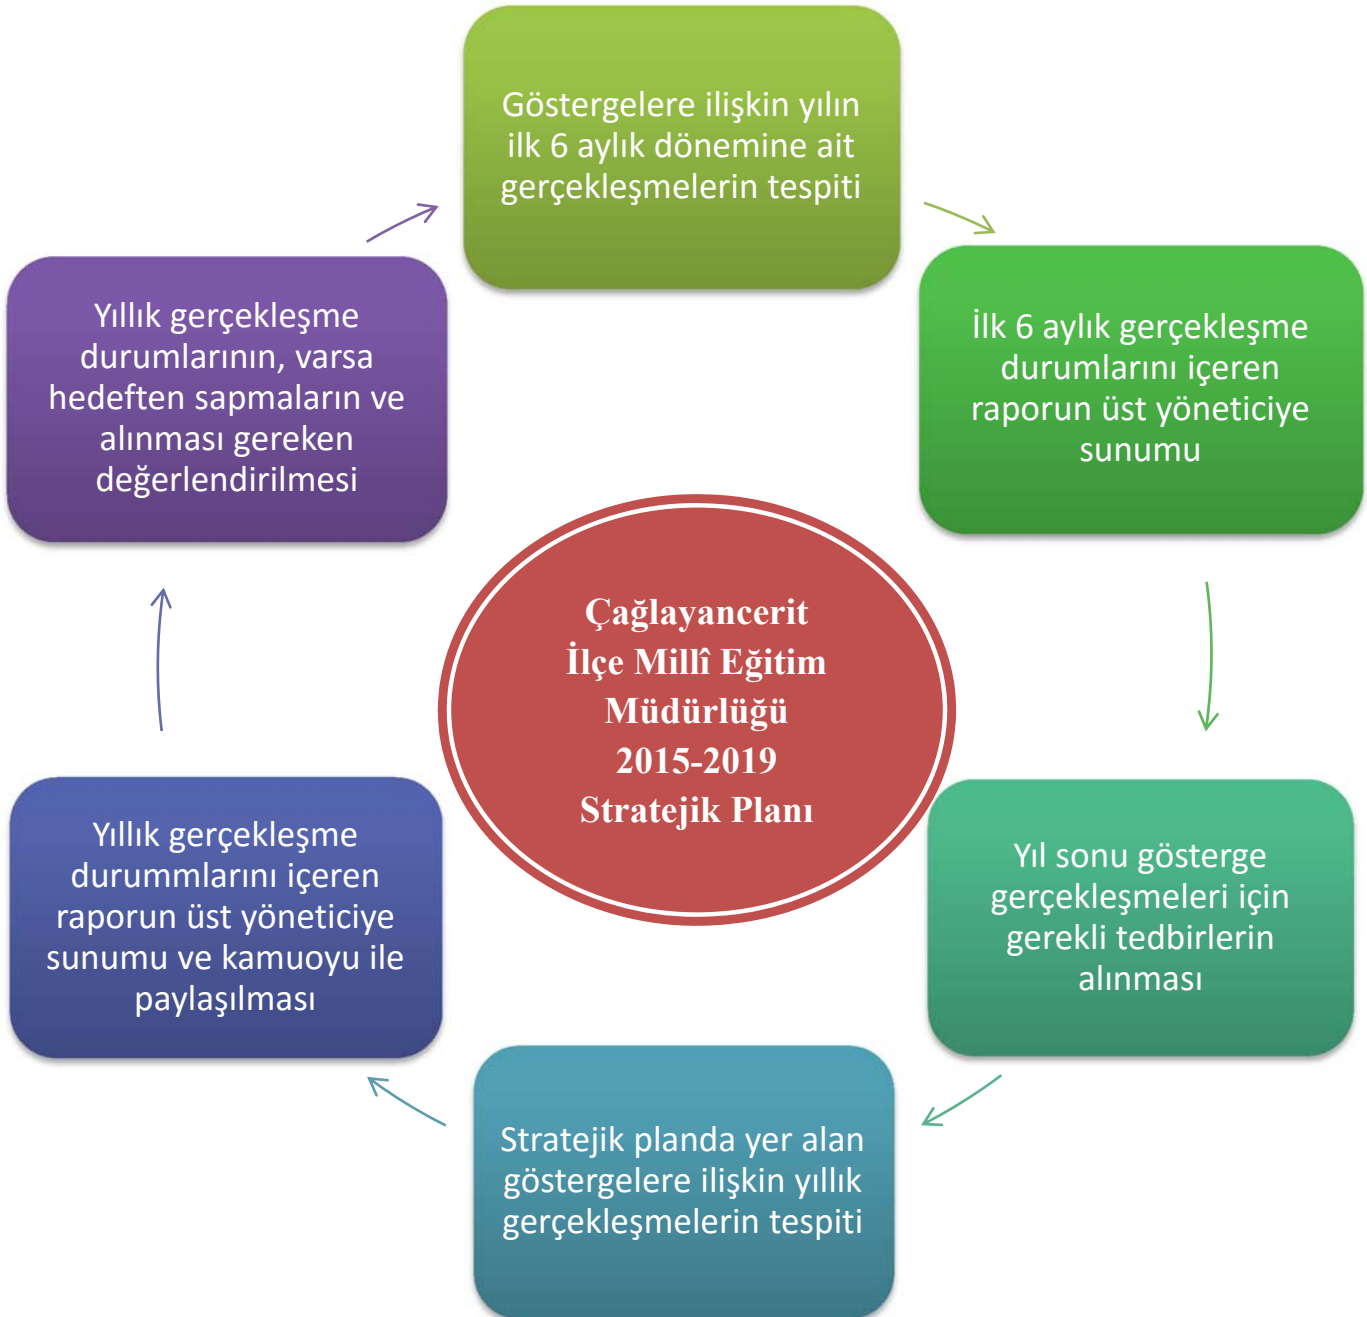 Göstergelere ilişkin yılın
ilk 6 aylık dönemine ait
gerçekleşmelerin tespiti
İlk 6 aylık gerçekleşme
durumlarını içeren
raporun üst yöneticiye
sunumu
Yıl sonu gösterge
gerçekleşmeleri için
gerekli tedbirlerin
alınması
Stratejik planda yer alan
göstergelere ilişkin yıllık
gerçekleşmelerin tespiti
Yıllık gerçekleşme
durummlarını içeren
raporun üst yöneticiye
sunumu ve kamuoyu ile
paylaşılması
Yıllık gerçekleşme
durumlarının, varsa
hedeften sapmaların ve
alınması gereken
değerlendirilmesi
Çağlayancerit
İlçe Millî Eğitim
Müdürlüğü
2015-2019
Stratejik Planı